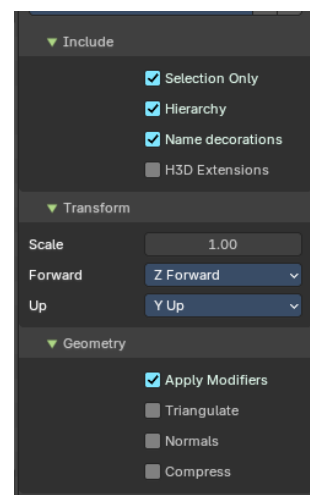 Include
Selection Only
Hierarchy
Name decorations
H3D Extensions
Transform
Scale 1.00
Forward Z Forward
Up Y Up
Geometry
Apply Modifiers
Triangulate
Normals
Compress